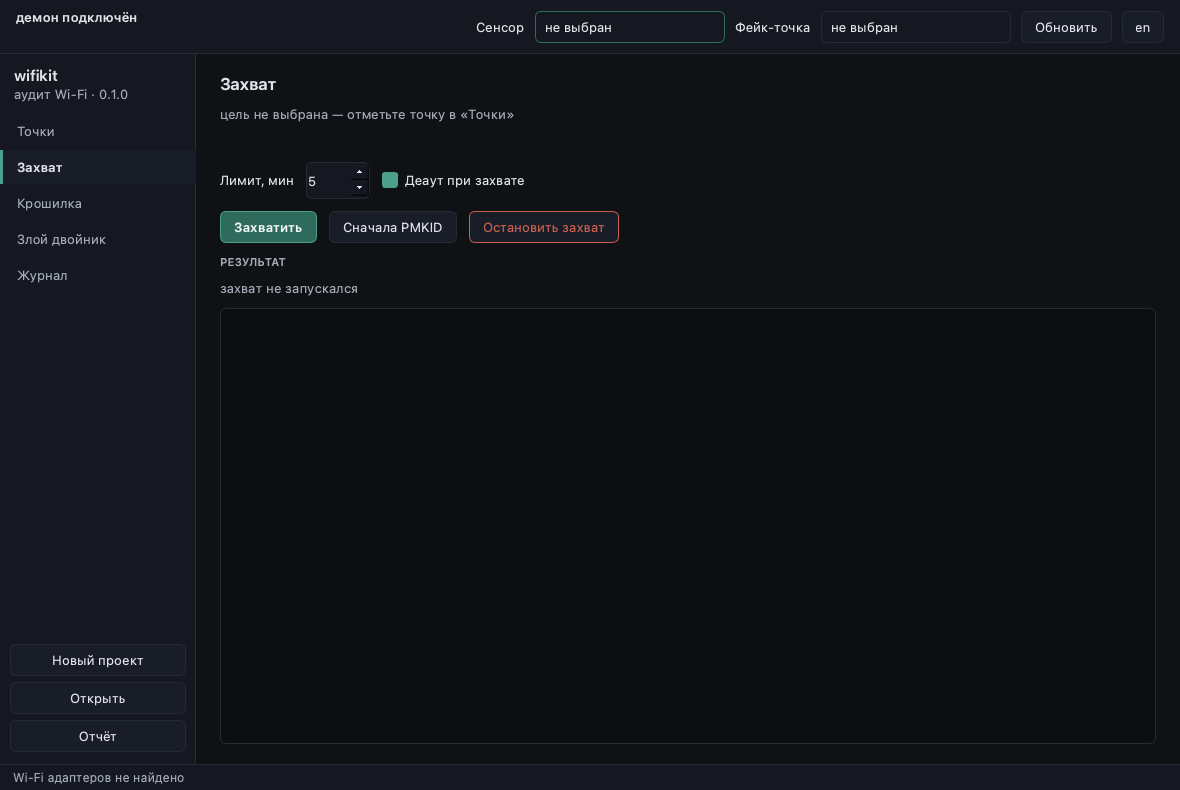 демон подключён
Сенсор не выбран Фейк-точка не выбран Обновить en
wifikit
аудит Wi-Fi · 0.1.0
Точки
Захват
Крошилка
Злой двойник
Журнал
Новый проект
Открыть
Отчёт
Захват
цель не выбрана — отметьте точку в «Точки»
Лимит, мин 5 Деаут при захвате
Захватить Сначала PMKID Остановить захват
РЕЗУЛЬТАТ
захват не запускался
Wi-Fi адаптеров не найдено